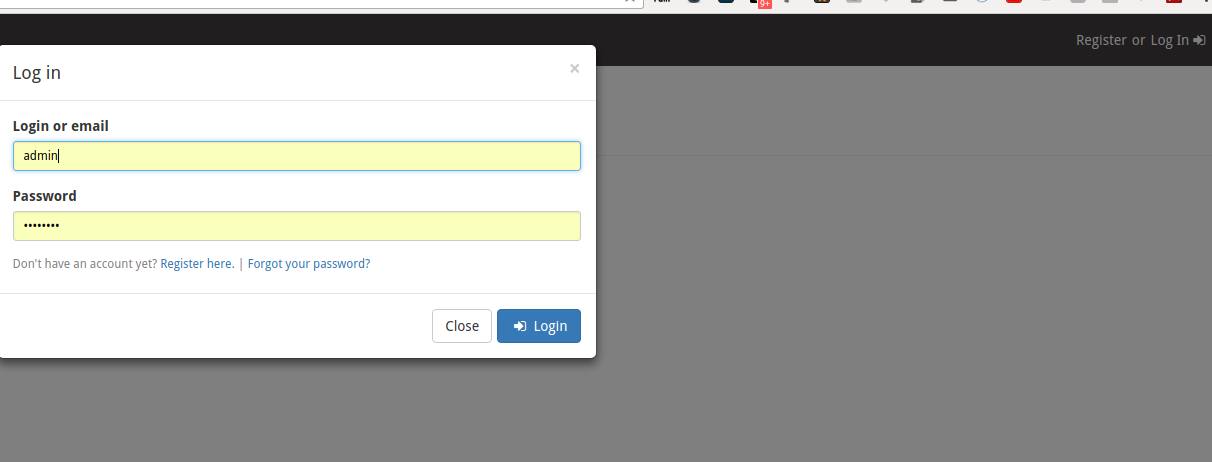 9+
Register or Log In
Log in
×
Login or email
admin
Password
••••••••
Don't have an account yet? Register here. | Forgot your password?
Close Login